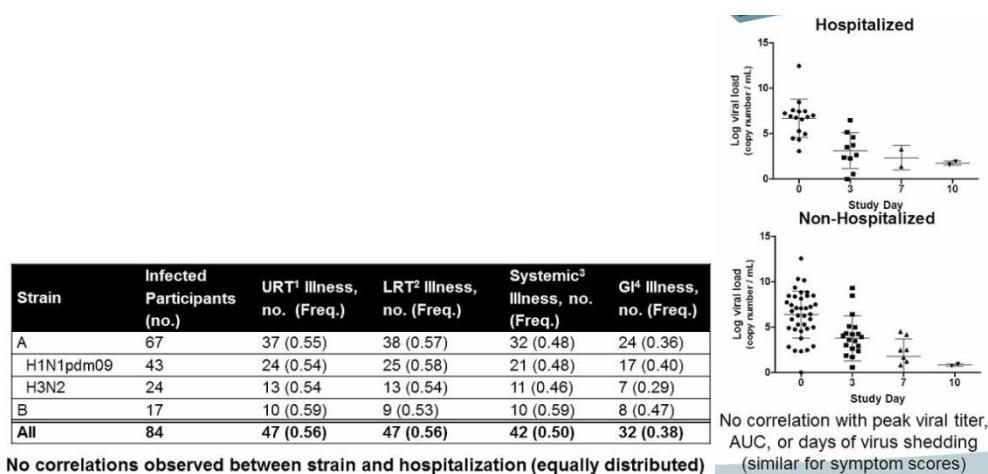 Hospitalized
15
10
5
0
Log viral load
(copy number / mL)
0 3 7 10
Study Day
Non-Hospitalized
15
10
5
0
Log viral load
(copy number / mL)
0 3 7 10
Study Day
No correlation with peak viral titer,
AUC, or days of virus shedding
(similar for symptom scores)
Strain Infected Participants (no.) URT¹ Illness, no. (Freq.) LRT² Illness, no. (Freq.) Systemic³ Illness, no. (Freq.) GI⁴ Illness, no. (Freq.)
A 67 37 (0.55) 38 (0.57) 32 (0.48) 24 (0.36)
H1N1pdm09 43 24 (0.54) 25 (0.58) 21 (0.48) 17 (0.40)
H3N2 24 13 (0.54 13 (0.54) 11 (0.46) 7 (0.29)
B 17 10 (0.59) 9 (0.53) 10 (0.59) 8 (0.47)
All 84 47 (0.56) 47 (0.56) 42 (0.50) 32 (0.38)
No correlations observed between strain and hospitalization (equally distributed)